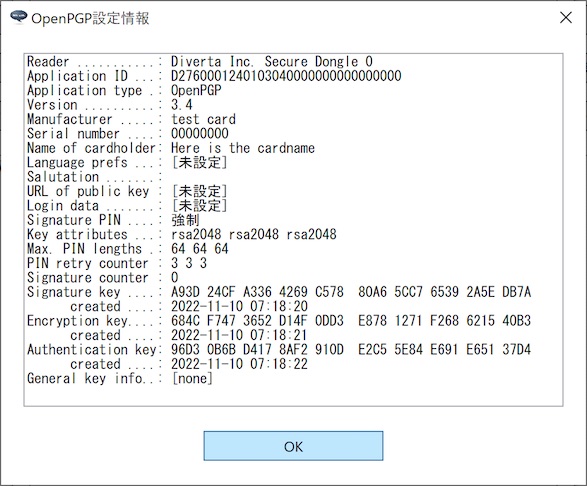 OpenPGP設定情報
Reader ...........: Diverta Inc. Secure Dongle 0
Application ID ...: D2760001240103040000000000000000
Application type .: OpenPGP
Version ..........: 3.4
Manufacturer .....: test card
Serial number ....: 00000000
Name of cardholder: Here is the cardname
Language prefs ...: [未設定]
Salutation .......:
URL of public key : [未設定]
Login data .......: [未設定]
Signature PIN ....: 強制
Key attributes ...: rsa2048 rsa2048 rsa2048
Max. PIN lengths .: 64 64 64
PIN retry counter : 3 3 3
Signature counter : 0
Signature key ....: A93D 24CF A336 4269 C578  80A6 5CC7 6539 2A5E DB7A
      created ....: 2022-11-10 07:18:20
Encryption key....: 684C F747 3652 D14F 0DD3  E878 1271 F268 6215 40B3
      created ....: 2022-11-10 07:18:21
Authentication key: 96D3 0B6B D417 8AF2 910D  E2C5 5E84 E691 E651 37D4
      created ....: 2022-11-10 07:18:22
General key info..: [none]
OK